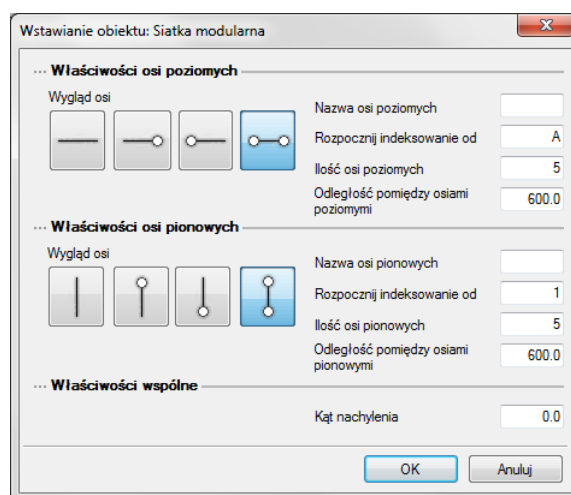 Wstawianie obiektu: Siatka modularna
Właściwości osi poziomych
Wygląd osi
Nazwa osi poziomych
Rozpocznij indeksowanie od A
Ilość osi poziomych 5
Odległość pomiędzy osiami
poziomymi 600.0
Właściwości osi pionowych
Wygląd osi
Nazwa osi pionowych
Rozpocznij indeksowanie od 1
Ilość osi pionowych 5
Odległość pomiędzy osiami
pionowymi 600.0
Właściwości wspólne
Kąt nachylenia 0.0
OK Anuluj